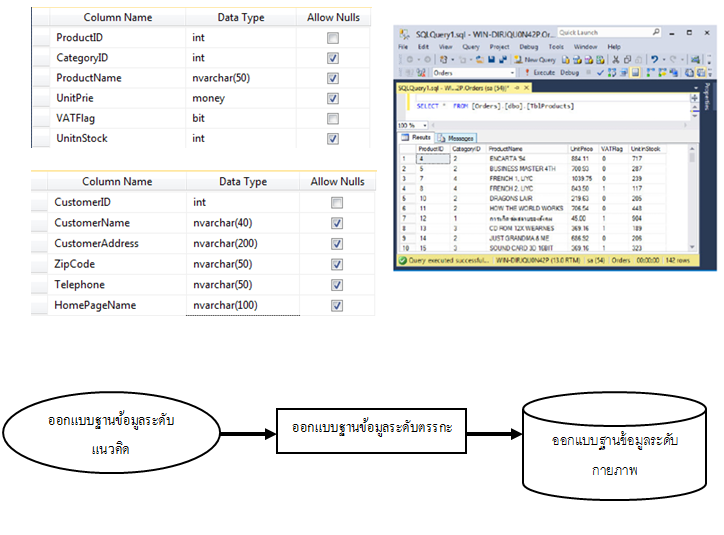 Column Name Data Type Allow Nulls
ProductID int
CategoryID int
ProductName nvarchar(50)
UnitPrie money
VATFlag bit
UnitnStock int
Column Name Data Type Allow Nulls
CustomerID int
CustomerName nvarchar(40)
CustomerAddress nvarchar(200)
ZipCode nvarchar(50)
Telephone nvarchar(50)
HomePageName nvarchar(100)
SQLQuery1.sql - WIN-DIRJQU0N42P.Or... Quick Launch
File Edit View Query Project Debug Tools Window Help
New Query
Orders Execute Debug
SQLQuery1.sql - WI...2P.Orders (sa (54))*
Properties
SELECT * FROM [Orders].[dbo].[TblProducts]
100 %
Results Messages
ProductID CategoryID ProductName UnitPrice VATFlag UnitInStock
1 4 2 ENCARTA 94 884.11 0 717
2 5 2 BUSINESS MASTER 4TH 700.93 0 287
3 7 4 FRENCH 1, LIYC 1039.75 0 239
4 8 4 FRENCH 2, LIYC 843.50 1 117
5 10 2 DRAGONS LAIR 219.63 0 205
6 11 2 HOW THE WORLD WORKS 706.54 0 448
7 12 1 45.00 1 904
8 13 3 CD ROM 12X WEARNES 369.16 1 189
9 14 2 JUST GRANDMA & ME 686.92 0 206
10 15 3 SOUND CARD 3D 16BIT 369.16 1 323
Query executed successful... WIN-DIRJQU0N42P (13.0 RTM) sa (54) Orders 00:00:00 142 rows
ออกแบบฐานข้อมูลระดับ
แนวคิด
ออกแบบฐานข้อมูลระดับตรรกะ
ออกแบบฐานข้อมูลระดับ
กายภาพ